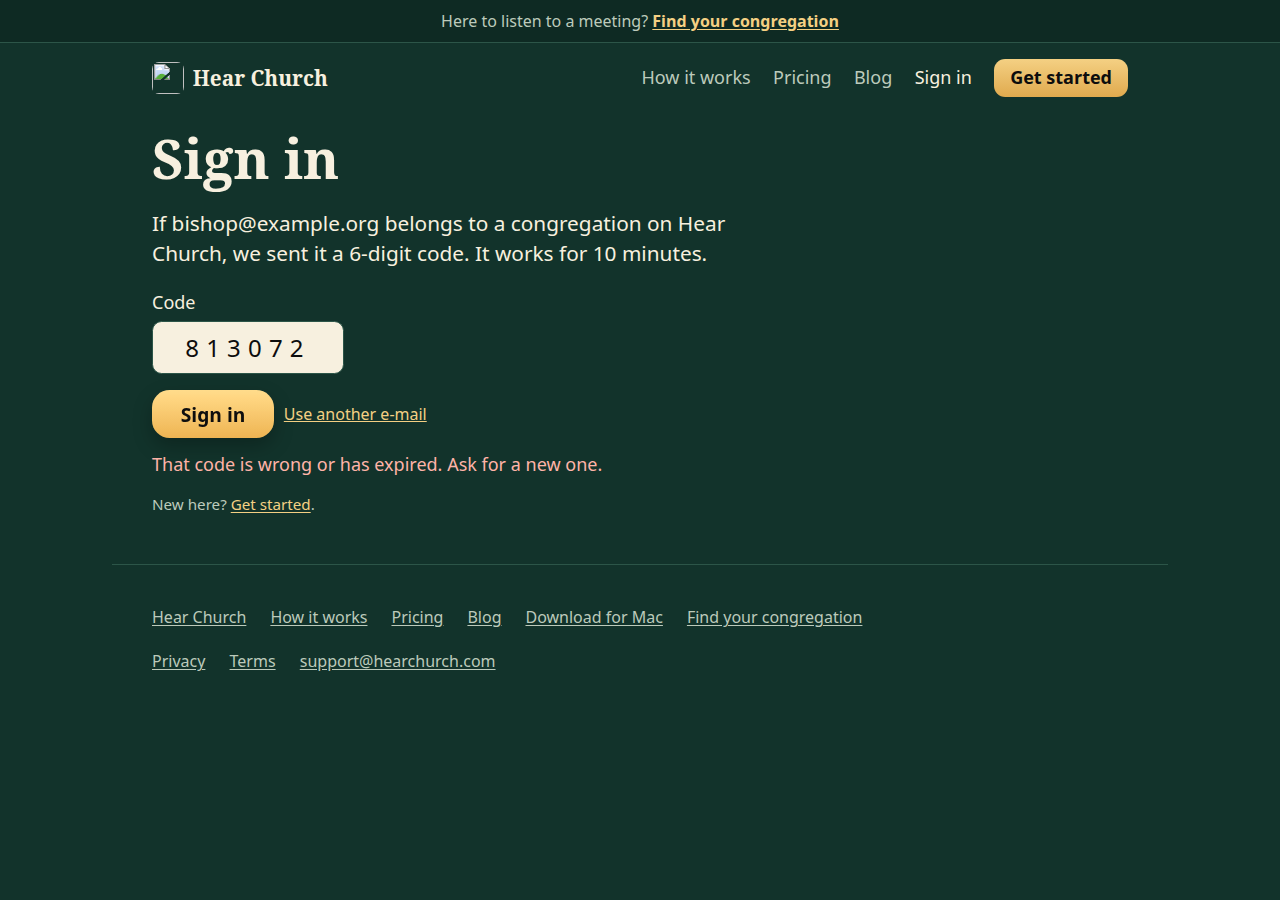 Here to listen to a meeting? Find your congregation
Hear Church
How it works Pricing Blog Sign in Get started
Sign in
If bishop@example.org belongs to a congregation on Hear
Church, we sent it a 6-digit code. It works for 10 minutes.
Code
813072
Sign in Use another e-mail
That code is wrong or has expired. Ask for a new one.
New here? Get started.
Hear Church How it works Pricing Blog Download for Mac Find your congregation
Privacy Terms support@hearchurch.com